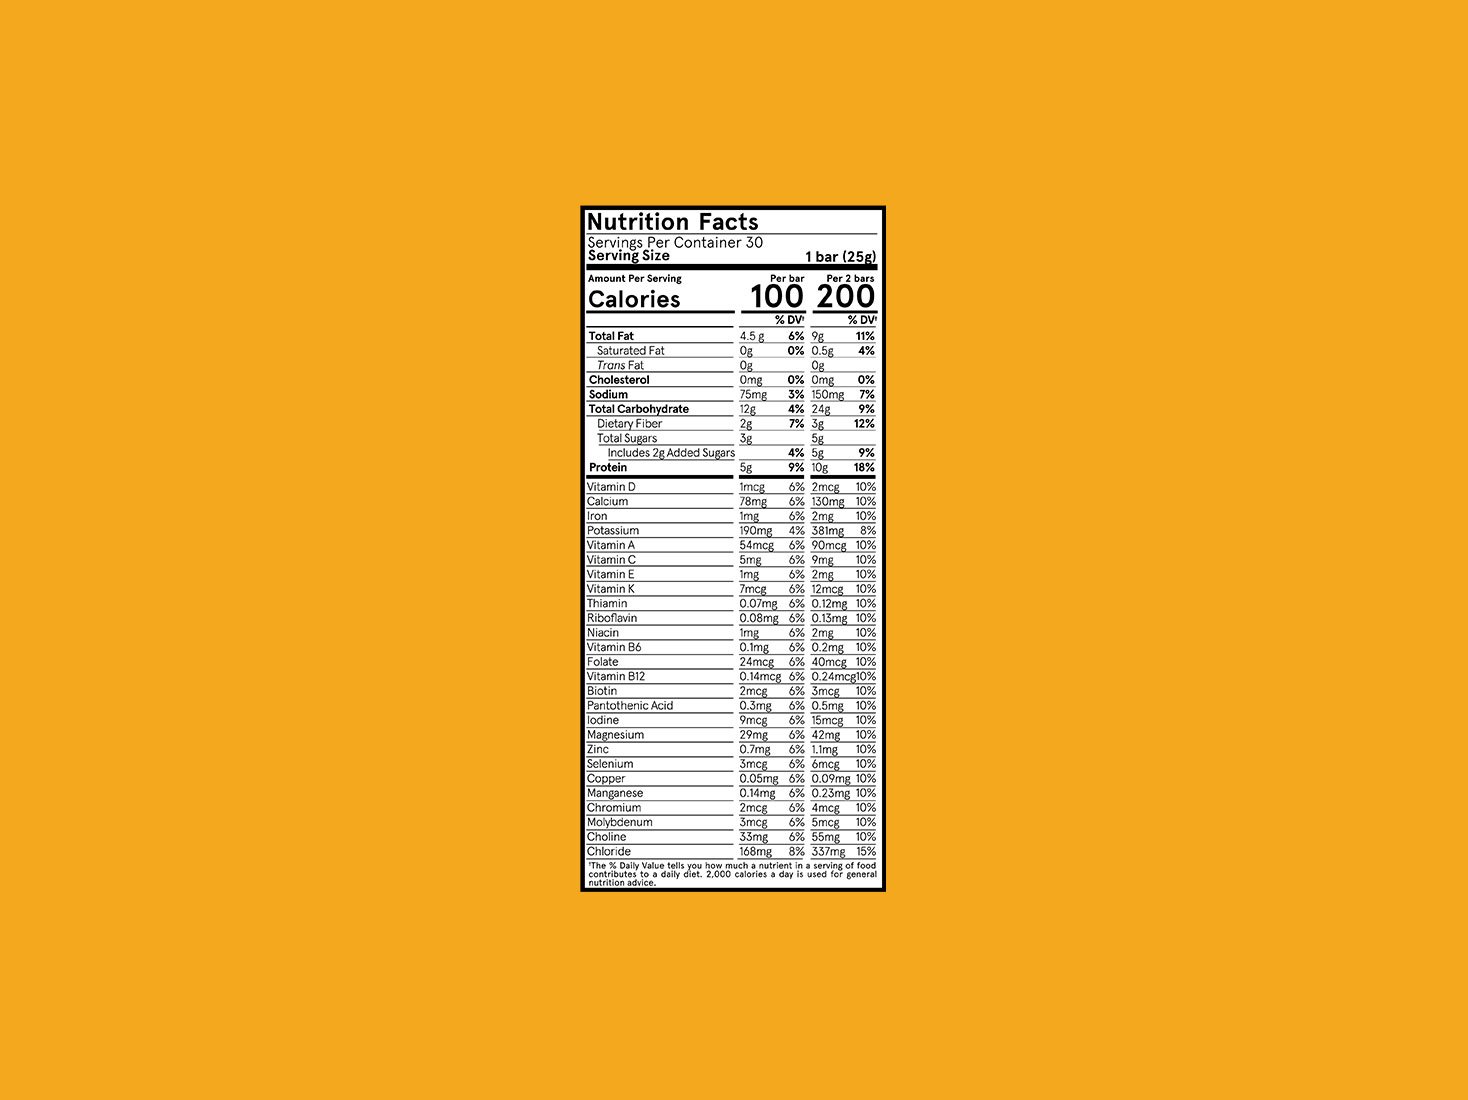 Nutrition Facts
Servings Per Container 30
Serving Size 1 bar (25g)
Amount Per Serving Per bar Per 2 bars
Calories 100 200
% DV† % DV†
Total Fat 4.5 g 6% 9g 11%
Saturated Fat 0g 0% 0.5g 4%
Trans Fat 0g 0g
Cholesterol 0mg 0% 0mg 0%
Sodium 75mg 3% 150mg 7%
Total Carbohydrate 12g 4% 24g 9%
Dietary Fiber 2g 7% 3g 12%
Total Sugars 3g 5g
Includes 2g Added Sugars 4% 5g 9%
Protein 5g 9% 10g 18%
Vitamin D 1mcg 6% 2mcg 10%
Calcium 78mg 6% 130mg 10%
Iron 1mg 6% 2mg 10%
Potassium 190mg 4% 381mg 8%
Vitamin A 54mcg 6% 90mcg 10%
Vitamin C 5mg 6% 9mg 10%
Vitamin E 1mg 6% 2mg 10%
Vitamin K 7mcg 6% 12mcg 10%
Thiamin 0.07mg 6% 0.12mg 10%
Riboflavin 0.08mg 6% 0.13mg 10%
Niacin 1mg 6% 2mg 10%
Vitamin B6 0.1mg 6% 0.2mg 10%
Folate 24mcg 6% 40mcg 10%
Vitamin B12 0.14mcg 6% 0.24mcg10%
Biotin 2mcg 6% 3mcg 10%
Pantothenic Acid 0.3mg 6% 0.5mg 10%
Iodine 9mcg 6% 15mcg 10%
Magnesium 29mg 6% 42mg 10%
Zinc 0.7mg 6% 1.1mg 10%
Selenium 3mcg 6% 6mcg 10%
Copper 0.05mg 6% 0.09mg 10%
Manganese 0.14mg 6% 0.23mg 10%
Chromium 2mcg 6% 4mcg 10%
Molybdenum 3mcg 6% 5mcg 10%
Choline 33mg 6% 55mg 10%
Chloride 168mg 8% 337mg 15%
†The % Daily Value tells you how much a nutrient in a serving of food
contributes to a daily diet. 2,000 calories a day is used for general
nutrition advice.